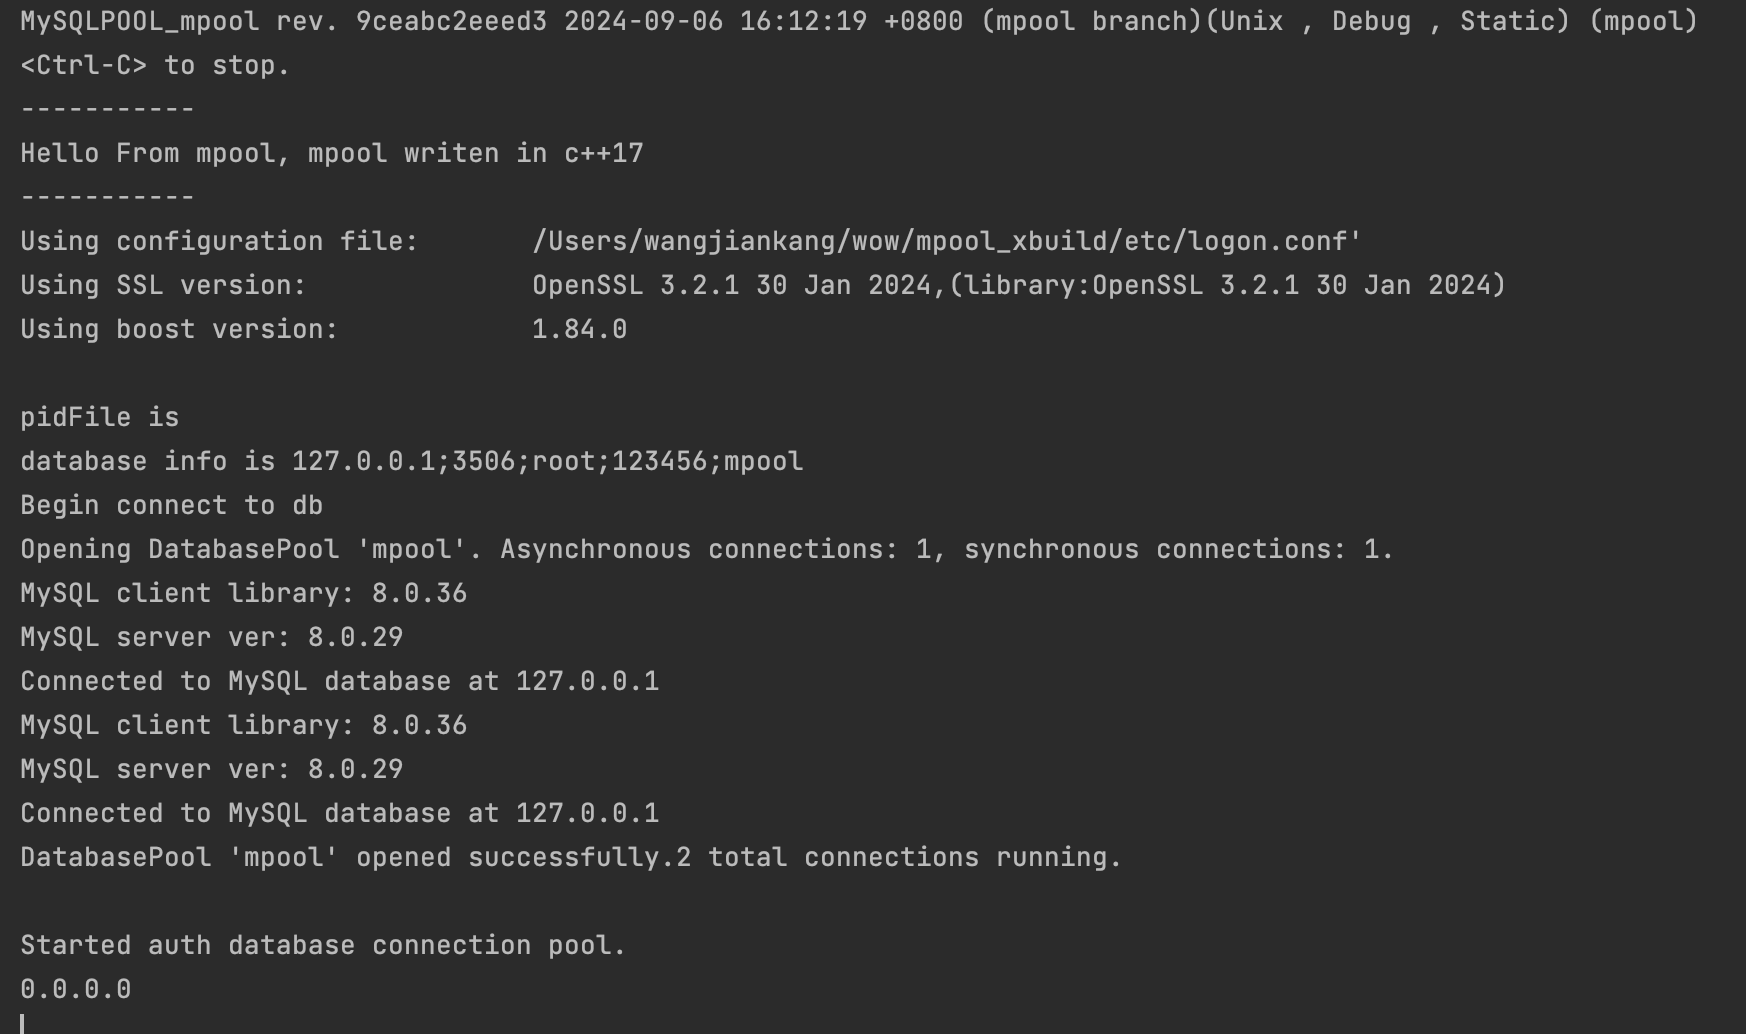 MySQLPOOL_mpool rev. 9ceabc2eeed3 2024-09-06 16:12:19 +0800 (mpool branch)(Unix , Debug , Static) (mpool)
<Ctrl-C> to stop.
-----------
Hello From mpool, mpool writen in c++17
-----------
Using configuration file:       /Users/wangjiankang/wow/mpool_xbuild/etc/logon.conf'
Using SSL version:              OpenSSL 3.2.1 30 Jan 2024,(library:OpenSSL 3.2.1 30 Jan 2024)
Using boost version:            1.84.0
pidFile is
database info is 127.0.0.1;3506;root;123456;mpool
Begin connect to db
Opening DatabasePool 'mpool'. Asynchronous connections: 1, synchronous connections: 1.
MySQL client library: 8.0.36
MySQL server ver: 8.0.29
Connected to MySQL database at 127.0.0.1
MySQL client library: 8.0.36
MySQL server ver: 8.0.29
Connected to MySQL database at 127.0.0.1
DatabasePool 'mpool' opened successfully.2 total connections running.
Started auth database connection pool.
0.0.0.0